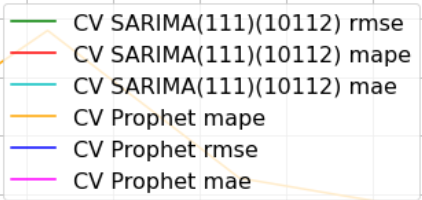 CV SARIMA(111)(10112) rmse
CV SARIMA(111)(10112) mape
CV SARIMA(111)(10112) mae
CV Prophet mape
CV Prophet rmse
CV Prophet mae